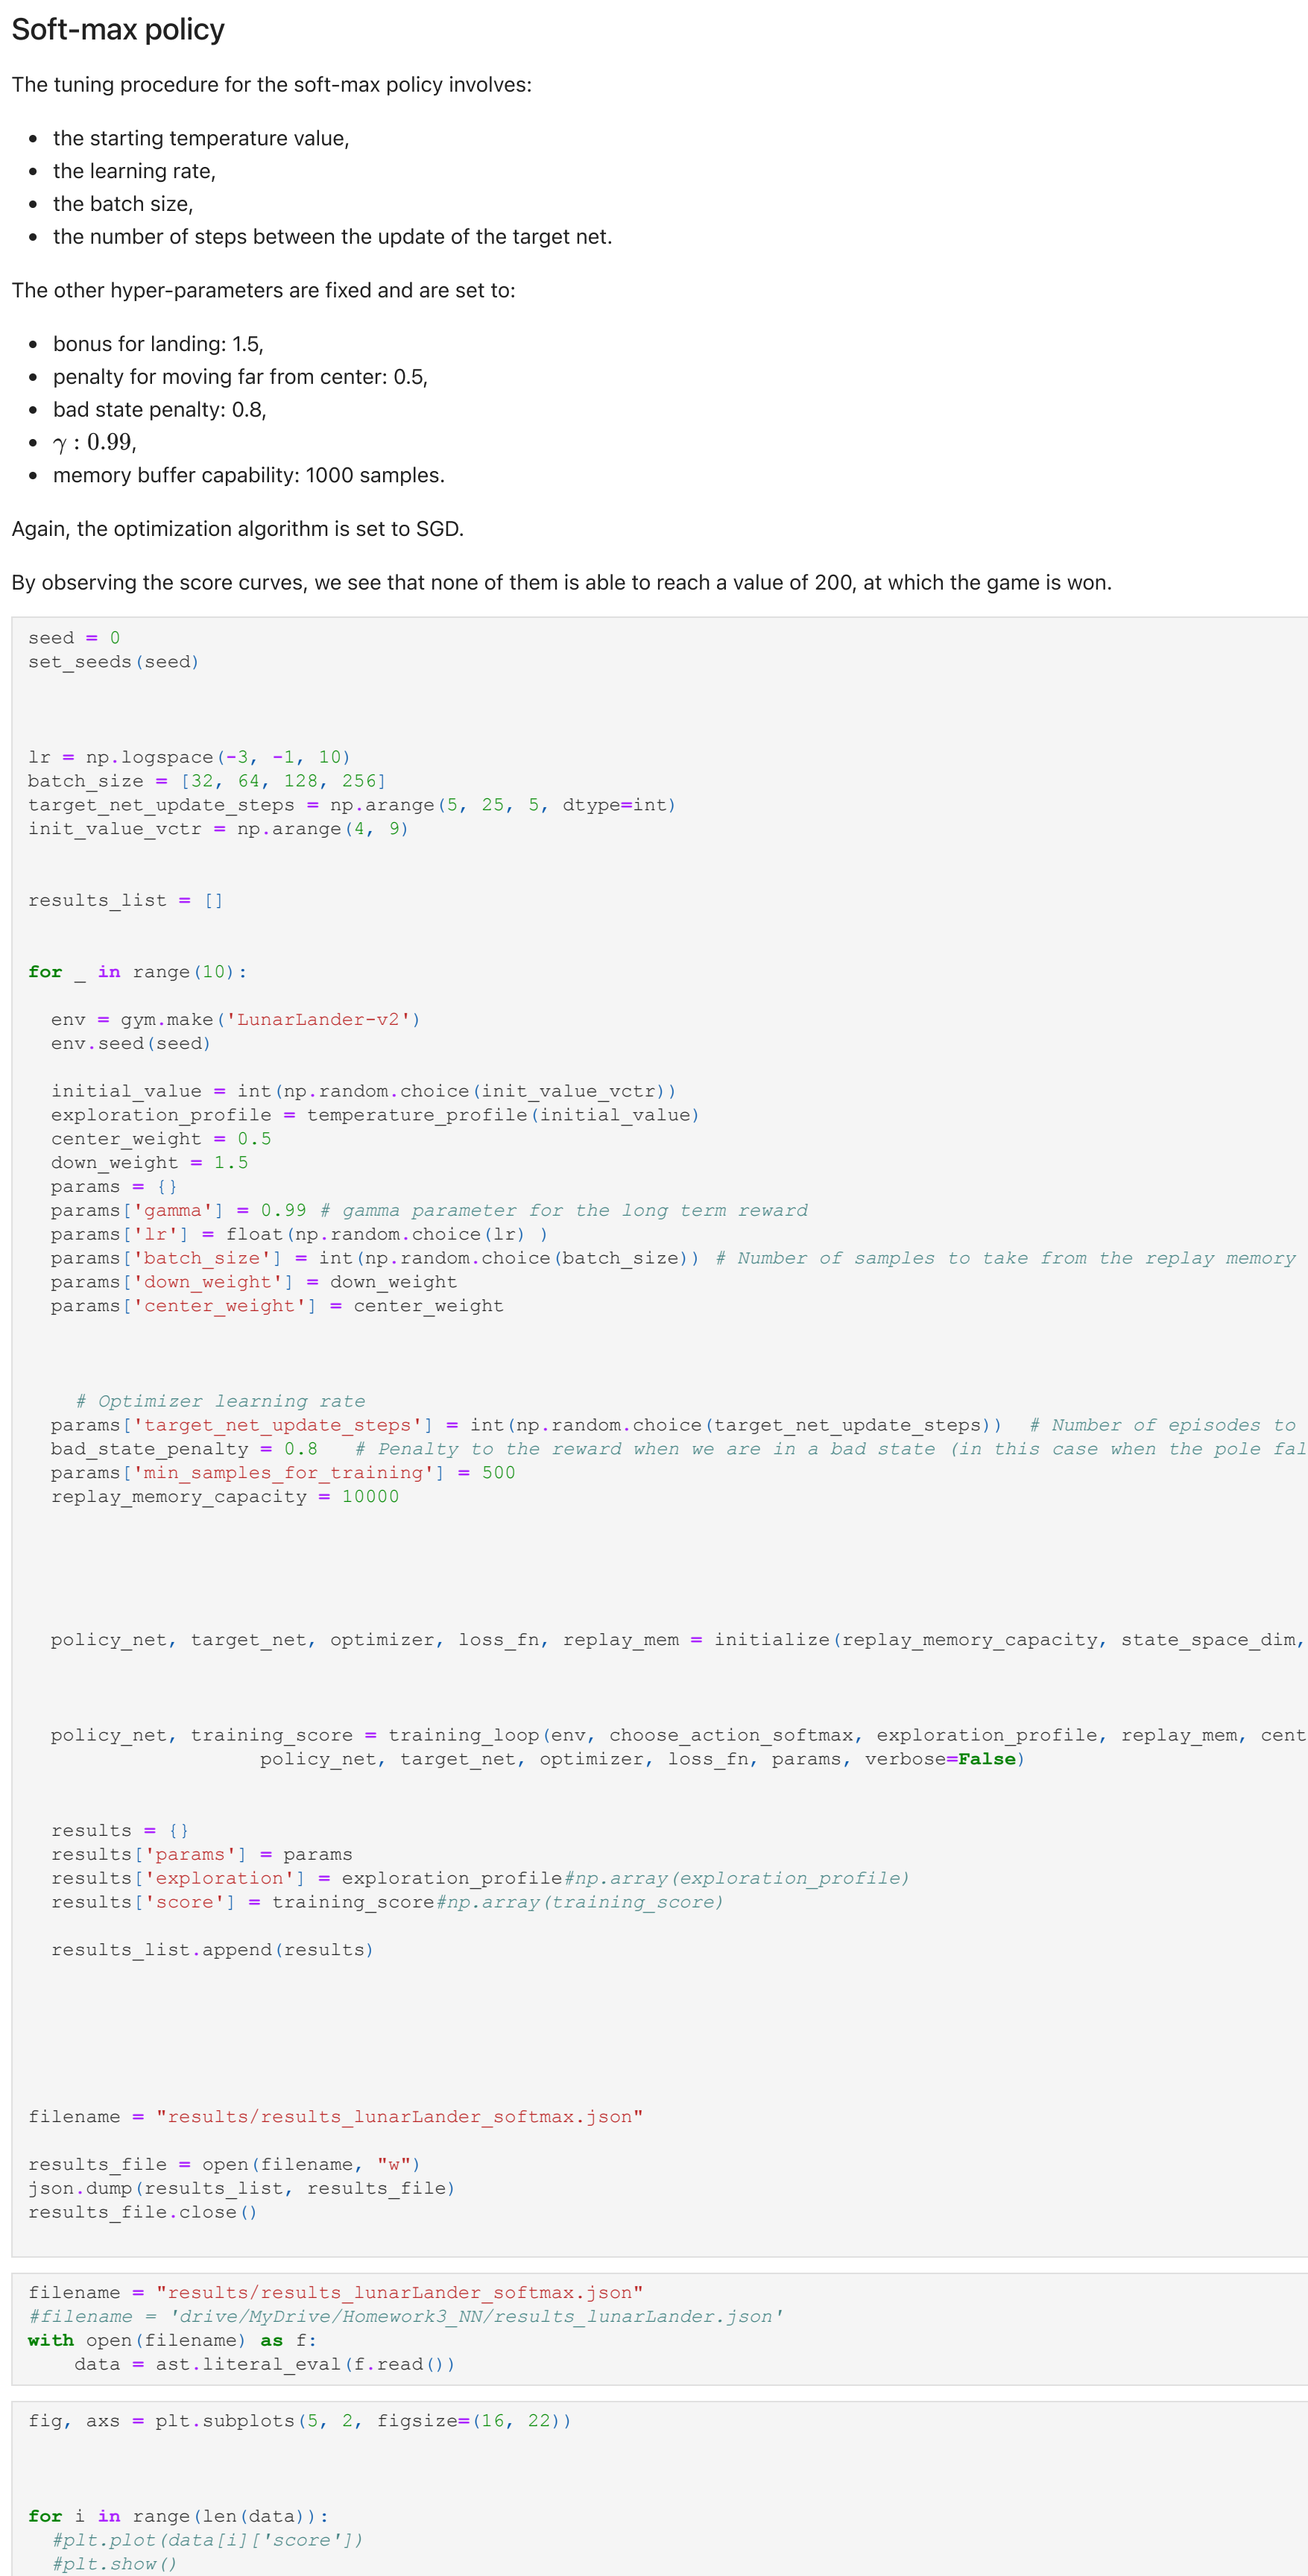 Soft-max policy
The tuning procedure for the soft-max policy involves:
• the starting temperature value,
• the learning rate,
• the batch size,
• the number of steps between the update of the target net.
The other hyper-parameters are fixed and are set to:
• bonus for landing: 1.5,
• penalty for moving far from center: 0.5,
• bad state penalty: 0.8,
• γ : 0.99,
• memory buffer capability: 1000 samples.
Again, the optimization algorithm is set to SGD.
By observing the score curves, we see that none of them is able to reach a value of 200, at which the game is won.
seed = 0
set_seeds(seed)
lr = np.logspace(-3, -1, 10)
batch_size = [32, 64, 128, 256]
target_net_update_steps = np.arange(5, 25, 5, dtype=int)
init_value_vctr = np.arange(4, 9)
results_list = []
for _ in range(10):
  env = gym.make('LunarLander-v2')
  env.seed(seed)
  initial_value = int(np.random.choice(init_value_vctr))
  exploration_profile = temperature_profile(initial_value)
  center_weight = 0.5
  down_weight = 1.5
  params = {}
  params['gamma'] = 0.99 # gamma parameter for the long term reward
  params['lr'] = float(np.random.choice(lr) )
  params['batch_size'] = int(np.random.choice(batch_size)) # Number of samples to take from the replay memory
  params['down_weight'] = down_weight
  params['center_weight'] = center_weight
    # Optimizer learning rate
  params['target_net_update_steps'] = int(np.random.choice(target_net_update_steps))  # Number of episodes to
  bad_state_penalty = 0.8   # Penalty to the reward when we are in a bad state (in this case when the pole fal
  params['min_samples_for_training'] = 500
  replay_memory_capacity = 10000
  policy_net, target_net, optimizer, loss_fn, replay_mem = initialize(replay_memory_capacity, state_space_dim,
  policy_net, training_score = training_loop(env, choose_action_softmax, exploration_profile, replay_mem, cent
                    policy_net, target_net, optimizer, loss_fn, params, verbose=False)
  results = {}
  results['params'] = params
  results['exploration'] = exploration_profile#np.array(exploration_profile)
  results['score'] = training_score#np.array(training_score)
  results_list.append(results)
filename = "results/results_lunarLander_softmax.json"
results_file = open(filename, "w")
json.dump(results_list, results_file)
results_file.close()
filename = "results/results_lunarLander_softmax.json"
#filename = 'drive/MyDrive/Homework3_NN/results_lunarLander.json'
with open(filename) as f:
    data = ast.literal_eval(f.read())
fig, axs = plt.subplots(5, 2, figsize=(16, 22))
for i in range(len(data)):
  #plt.plot(data[i]['score'])
  #plt.show()